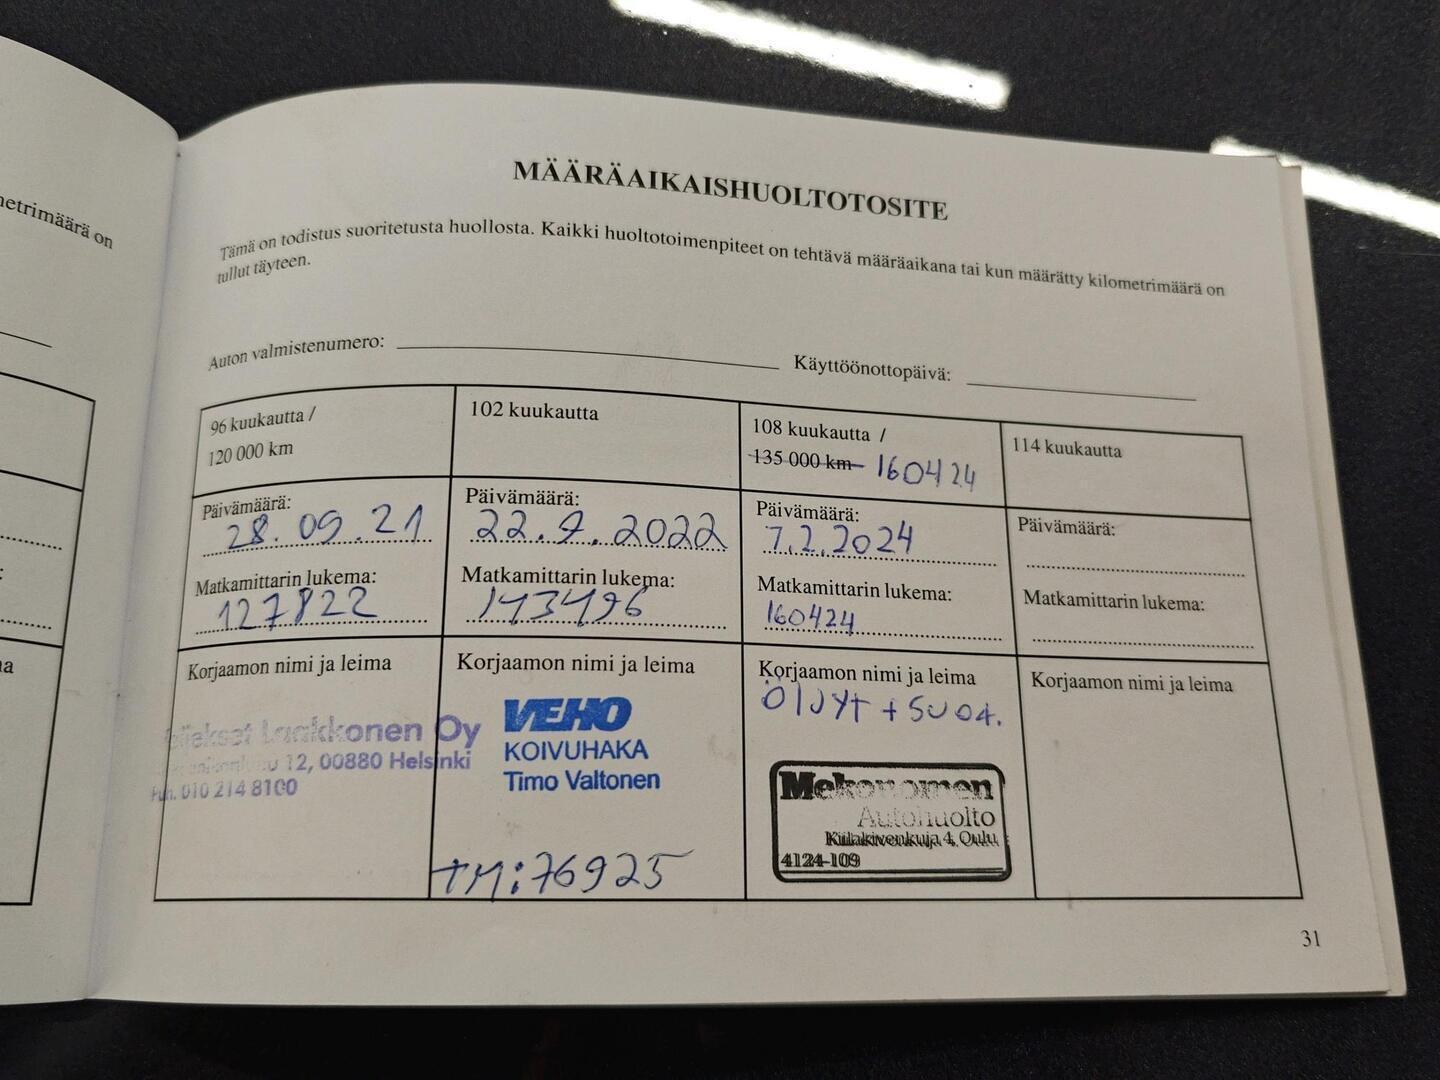 netrimäärä on
MÄÄRÄAIKAISHUOLTOTOSITE
Tämä on todistus suoritetusta huollosta. Kaikki huoltotoimenpiteet on tehtävä määräaikana tai kun määrätty kilometrimäärä on
tullut täyteen.
Auton valmistenumero:
Käyttöönottopäivä:
96 kuukautta /
120 000 km
Päivämäärä:
28.09.21
Matkamittarin lukema:
127822
Korjaamon nimi ja leima
Laakkonen Oy
12, 00880 Helsinki
Puh. 010 214 8100
102 kuukautta
Päivämäärä:
22.9.2022
Matkamittarin lukema:
143496
Korjaamon nimi ja leima
VEHO
KOIVUHAKA
Timo Valtonen
TM:76925
108 kuukautta /
135 000 km 160424
Päivämäärä:
7.2.2024
Matkamittarin lukema:
160424
Korjaamon nimi ja leima
ÖLJYT + SUOD.
Mekonomen
Autohuolto
Kiilakivenkuja 4, Oulu
4124-109
114 kuukautta
Päivämäärä:
Matkamittarin lukema:
Korjaamon nimi ja leima
31